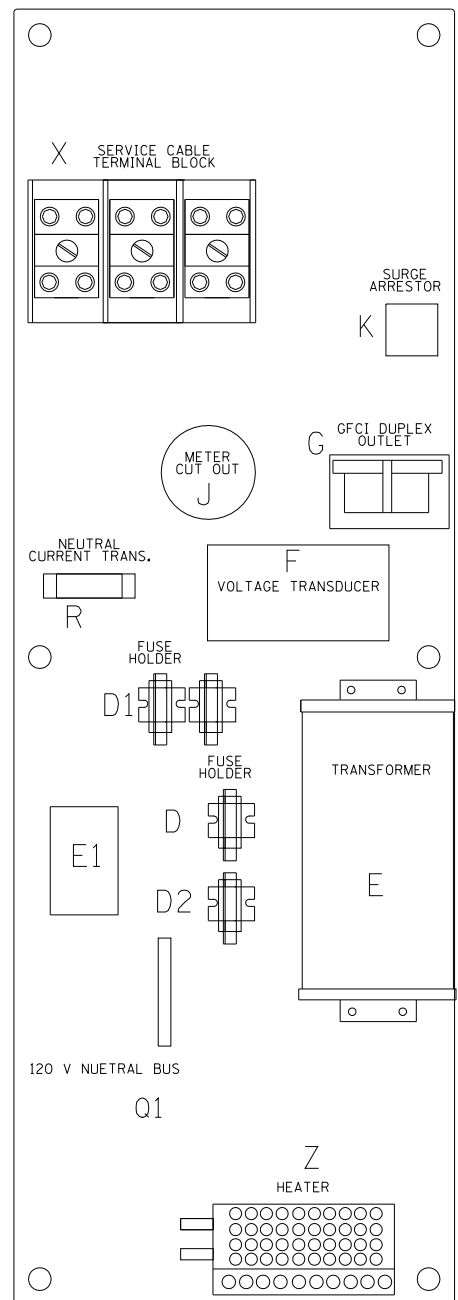 X
SERVICE CABLE
TERMINAL BLOCK
SURGE
ARRESTOR
K
G
GFCI DUPLEX
OUTLET
METER
CUT OUT
J
NEUTRAL
CURRENT TRANS.
R
F
VOLTAGE TRANSDUCER
FUSE
HOLDER
D1
FUSE
HOLDER
TRANSFORMER
D
E1
E
D2
120 V NUETRAL BUS
Q1
Z
HEATER